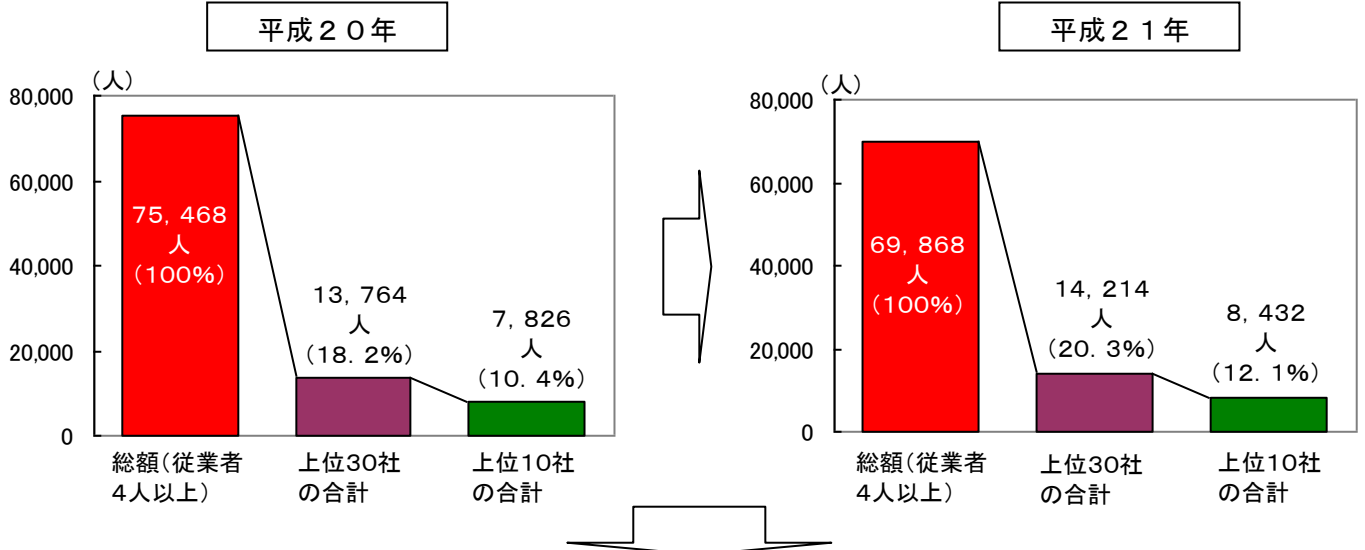 平成２０年
（人）
80,000
60,000
40,000
20,000
0
75，468
人
（100％）
13，764
人
（18．2％）
7，826
人
（10．4％）
総額（従業者
4人以上）
上位30社
の合計
上位10社
の合計
平成２１年
（人）
80,000
60,000
40,000
20,000
0
69，868
人
（100％）
14，214
人
（20．3％）
8，432
人
（12．1％）
総額（従業者
4人以上）
上位30社
の合計
上位10社
の合計